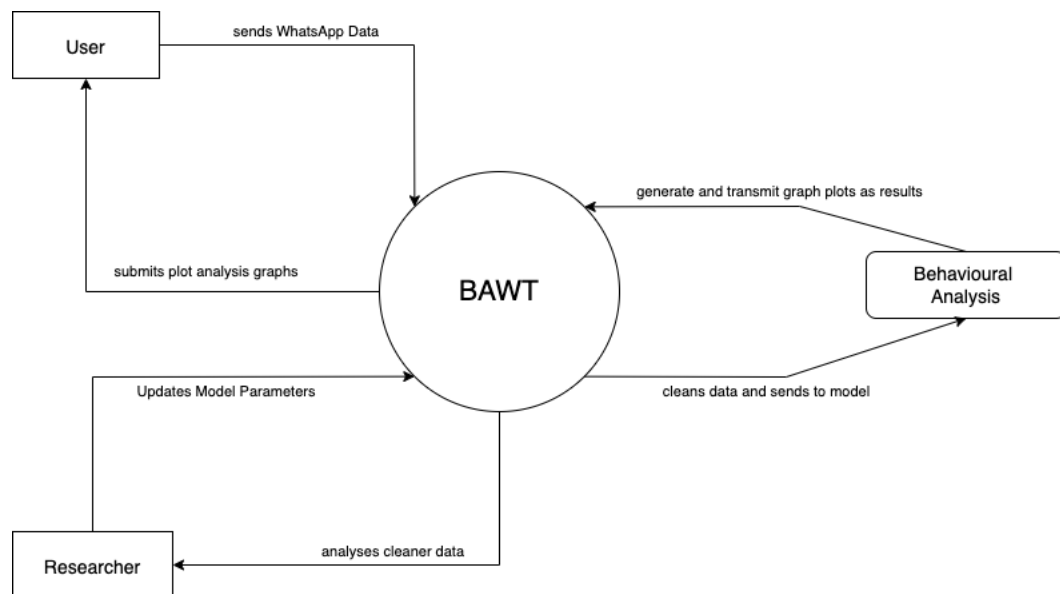 sends WhatsApp Data
User
generate and transmit graph plots as results
submits plot analysis graphs
BAWT
Behavioural
Analysis
Updates Model Parameters
cleans data and sends to model
analyses cleaner data
Researcher